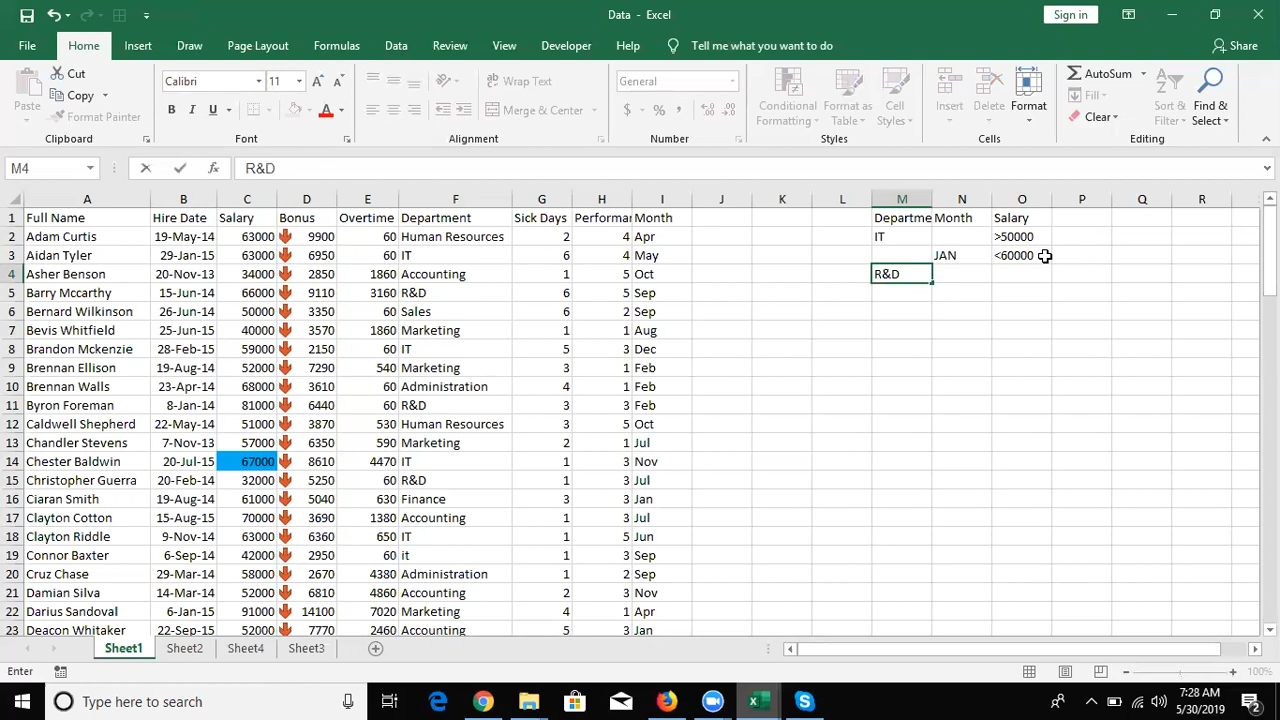 Data - Excel
Sign in
File Home Insert Draw Page Layout Formulas Data Review View Developer Help Tell me what you want to do Share
Paste Cut Copy Format Painter Clipboard
Calibri 11 B I U A A A Font
Wrap Text Merge & Center Alignment
General $ % , Number
Conditional Formatting Format as Table Cell Styles Styles
Insert Delete Format Cells
AutoSum Fill Clear Sort & Filter Find & Select Editing
M4 fx R&D
A B C D E F G H I J K L M N O P Q R
1 Full Name Hire Date Salary Bonus Overtime Department Sick Days Performar Month Departme Month Salary
2 Adam Curtis 19-May-14 63000 9900 60 Human Resources 2 4 Apr IT >50000
3 Aidan Tyler 29-Jan-15 63000 6950 60 IT 6 4 May JAN <60000
4 Asher Benson 20-Nov-13 34000 2850 1860 Accounting 1 5 Oct R&D
5 Barry Mccarthy 15-Jun-14 66000 9110 3160 R&D 6 5 Sep
6 Bernard Wilkinson 26-Jun-14 50000 3350 60 Sales 6 2 Sep
7 Bevis Whitfield 25-Jun-15 40000 3570 1860 Marketing 1 1 Aug
8 Brandon Mckenzie 28-Feb-15 59000 2150 60 IT 5 3 Dec
9 Brennan Ellison 19-Aug-14 52000 7290 540 Marketing 3 1 Feb
10 Brennan Walls 23-Apr-14 68000 3610 60 Administration 4 1 Feb
11 Byron Foreman 8-Jan-14 81000 6440 60 R&D 3 3 Feb
12 Caldwell Shepherd 22-May-14 51000 3870 530 Human Resources 3 5 Oct
13 Chandler Stevens 7-Nov-13 57000 6350 590 Marketing 2 1 Jul
14 Chester Baldwin 20-Jul-15 67000 8610 4470 IT 1 3 Nov
15 Christopher Guerra 20-Feb-14 32000 5250 60 R&D 1 3 Jul
16 Ciaran Smith 19-Aug-14 61000 5040 630 Finance 3 3 Jan
17 Clayton Cotton 15-Aug-15 70000 3690 1380 Accounting 1 3 Jul
18 Clayton Riddle 9-Nov-14 63000 6360 650 IT 1 5 Jun
19 Connor Baxter 6-Sep-14 42000 2950 60 it 1 3 Sep
20 Cruz Chase 29-Mar-14 58000 2670 4380 Administration 1 2 Sep
21 Damian Silva 14-Mar-14 52000 6810 4860 Accounting 2 3 Nov
22 Darius Sandoval 6-Jan-15 91000 14100 7020 Marketing 4 1 Apr
23 Deacon Whitaker 22-Sep-15 52000 7770 2460 Accounting 5 3 Jan
Sheet1 Sheet2 Sheet4 Sheet3
Enter 100%
Type here to search 7:28 AM
5/30/2019 2